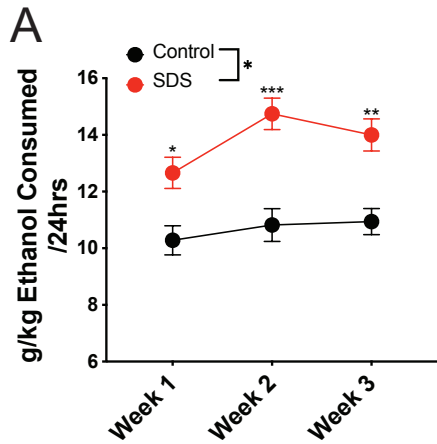 A
Control
SDS
*
g/kg Ethanol Consumed
/24hrs
16
14
12
10
8
6
*
***
**
Week 1
Week 2
Week 3